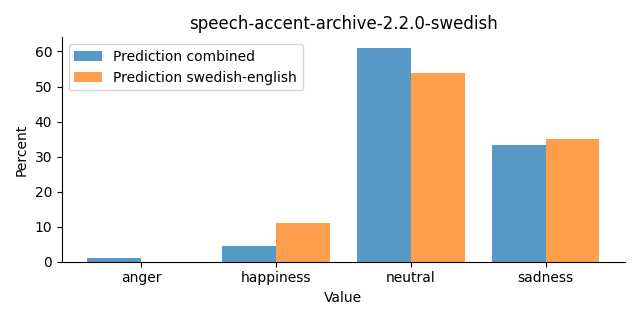 speech-accent-archive-2.2.0-swedish
Prediction combined
Prediction swedish-english
Percent
60
50
40
30
20
10
0
anger happiness neutral sadness
Value